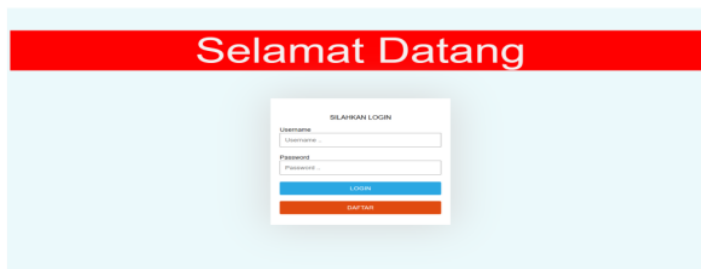 Selamat Datang
SILAHKAN LOGIN
Username
Username ..
Password
Password ..
LOGIN
DAFTAR